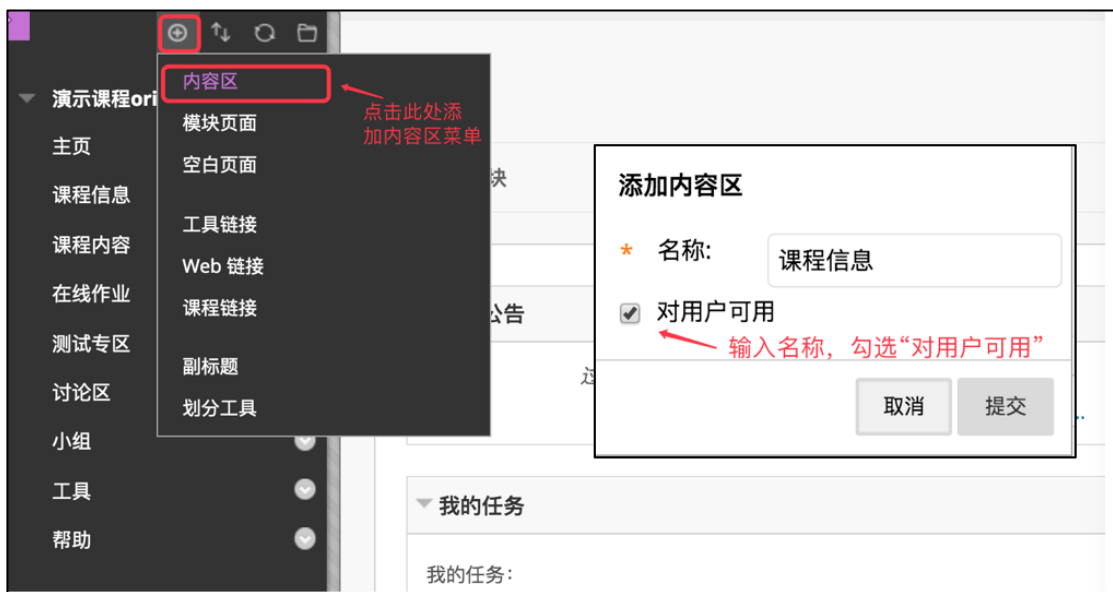 演示课程ori
主页
课程信息
课程内容
在线作业
测试专区
讨论区
小组
工具
帮助
内容区
模块页面
空白页面
工具链接
Web 链接
课程链接
副标题
划分工具
点击此处添
加内容区菜单
块
公告
添加内容区
* 名称:
课程信息
对用户可用
输入名称，勾选“对用户可用”
取消
提交
我的任务
我的任务: